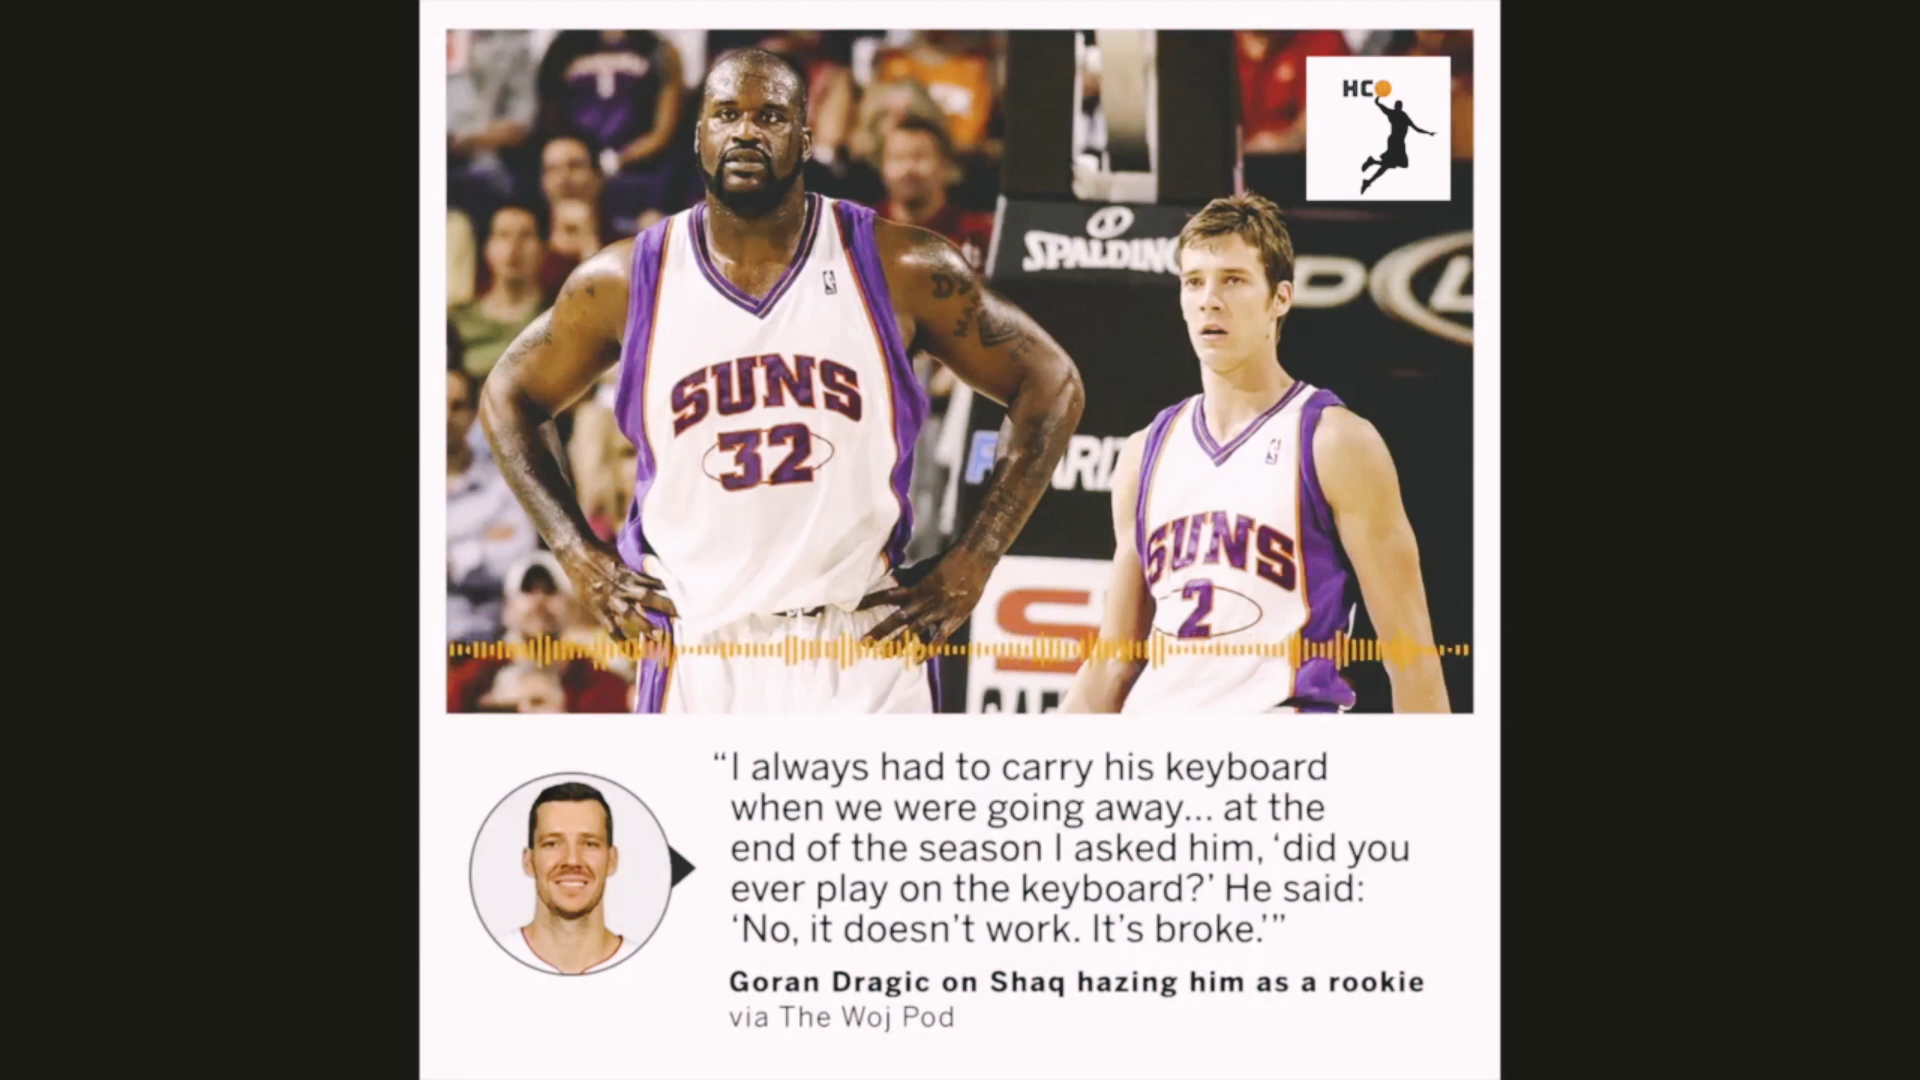 HC
SPALDING
SUNS
32
SUNS
2
“I always had to carry his keyboard
when we were going away... at the
end of the season I asked him, ‘did you
ever play on the keyboard?’ He said:
‘No, it doesn’t work. It’s broke.’”
Goran Dragic on Shaq hazing him as a rookie
via The Woj Pod